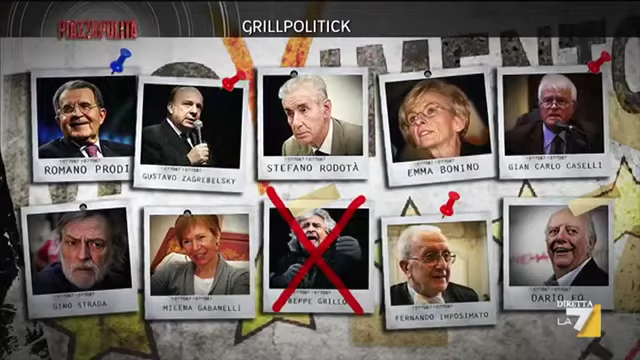 PIAZZAPULITA
GRILLPOLITICK
ROMANO PRODI
GUSTAVO ZAGREBELSKY
STEFANO RODOTÀ
EMMA BONINO
GIAN CARLO CASELLI
GINO STRADA
MILENA GABANELLI
BEPPE GRILLO
FERNANDO IMPOSIMATO
DARIO FO
DIRETTA
LA7